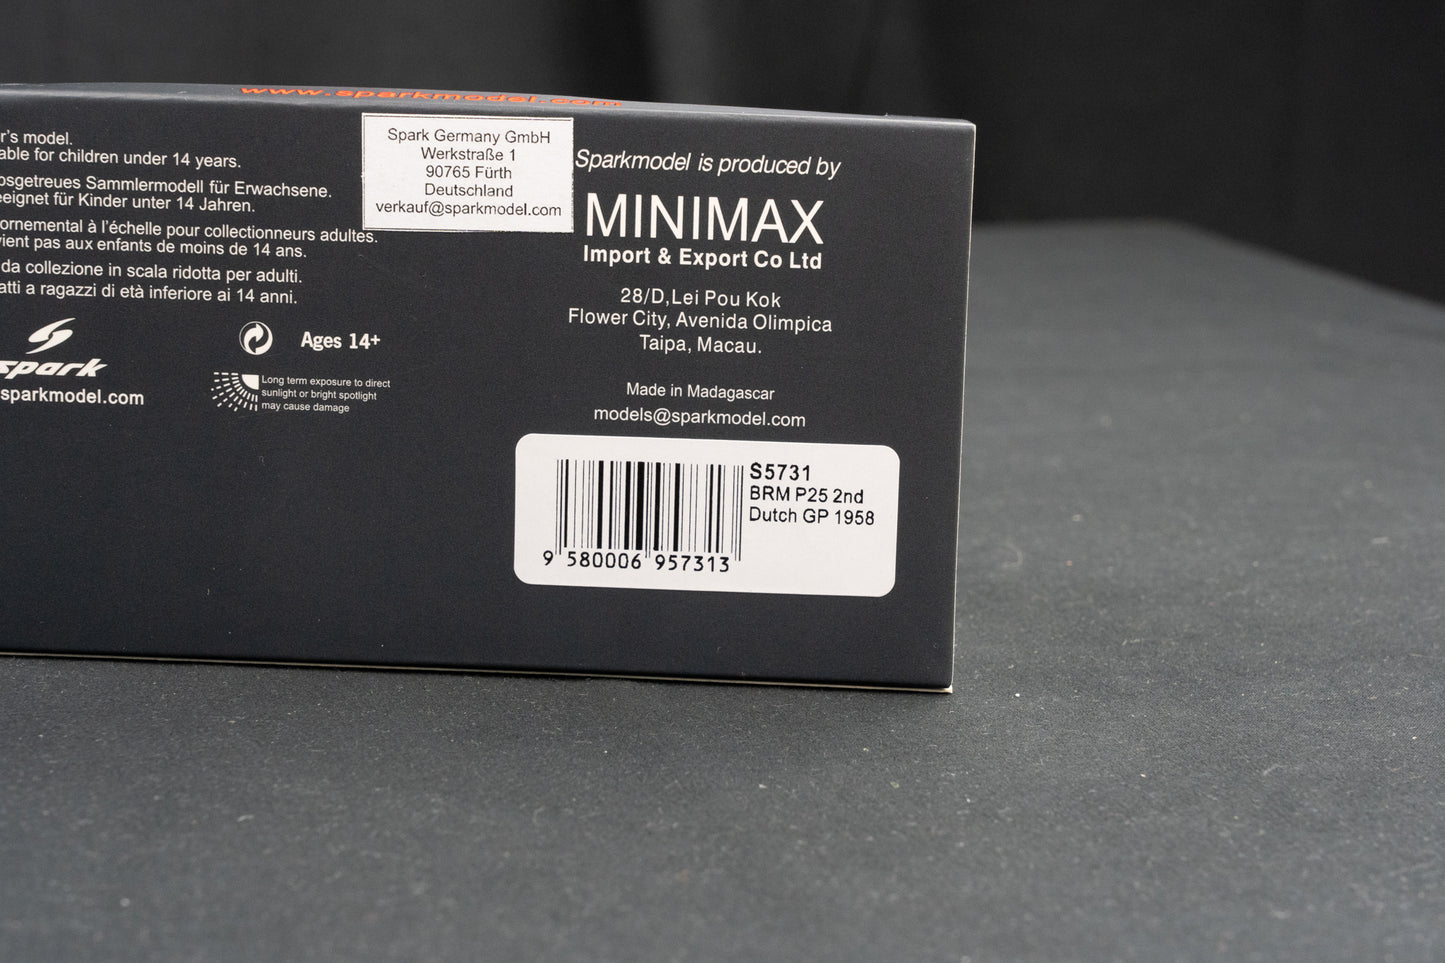 www.sparkmodel.com
r's model.
able for children under 14 years.
osgetreues Sammlermodell für Erwachsene.
eeignet für Kinder unter 14 Jahren.
ornemental à l'échelle pour collectionneurs adultes.
vient pas aux enfants de moins de 14 ans.
da collezione in scala ridotta per adulti.
atti a ragazzi di età inferiore ai 14 anni.
spark
sparkmodel.com
Ages 14+
Long term exposure to direct
sunlight or bright spotlight
may cause damage
Spark Germany GmbH
Werkstraße 1
90765 Fürth
Deutschland
verkauf@sparkmodel.com
Sparkmodel is produced by
MINIMAX
Import & Export Co Ltd
28/D,Lei Pou Kok
Flower City, Avenida Olimpica
Taipa, Macau.
Made in Madagascar
models@sparkmodel.com
S5731
BRM P25 2nd
Dutch GP 1958
9 580006 957313